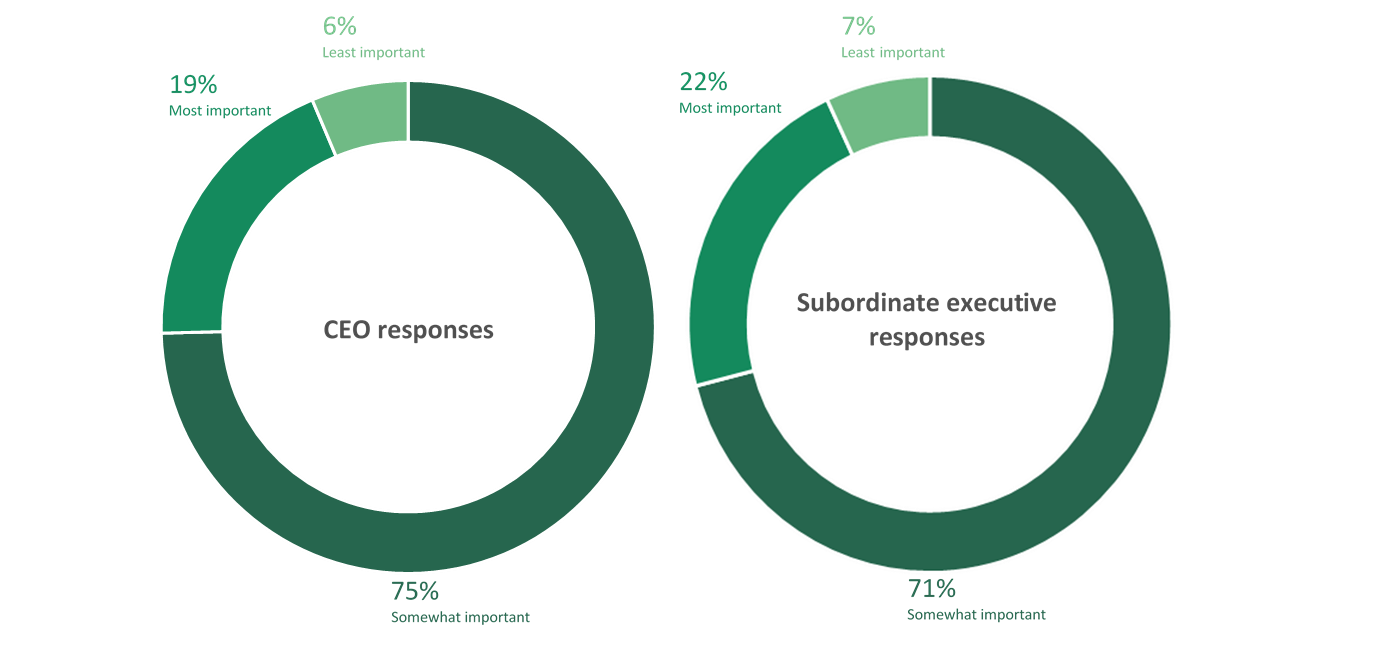 6%
Least important
19%
Most important
CEO responses
75%
Somewhat important
7%
Least important
22%
Most important
Subordinate executive
responses
71%
Somewhat important